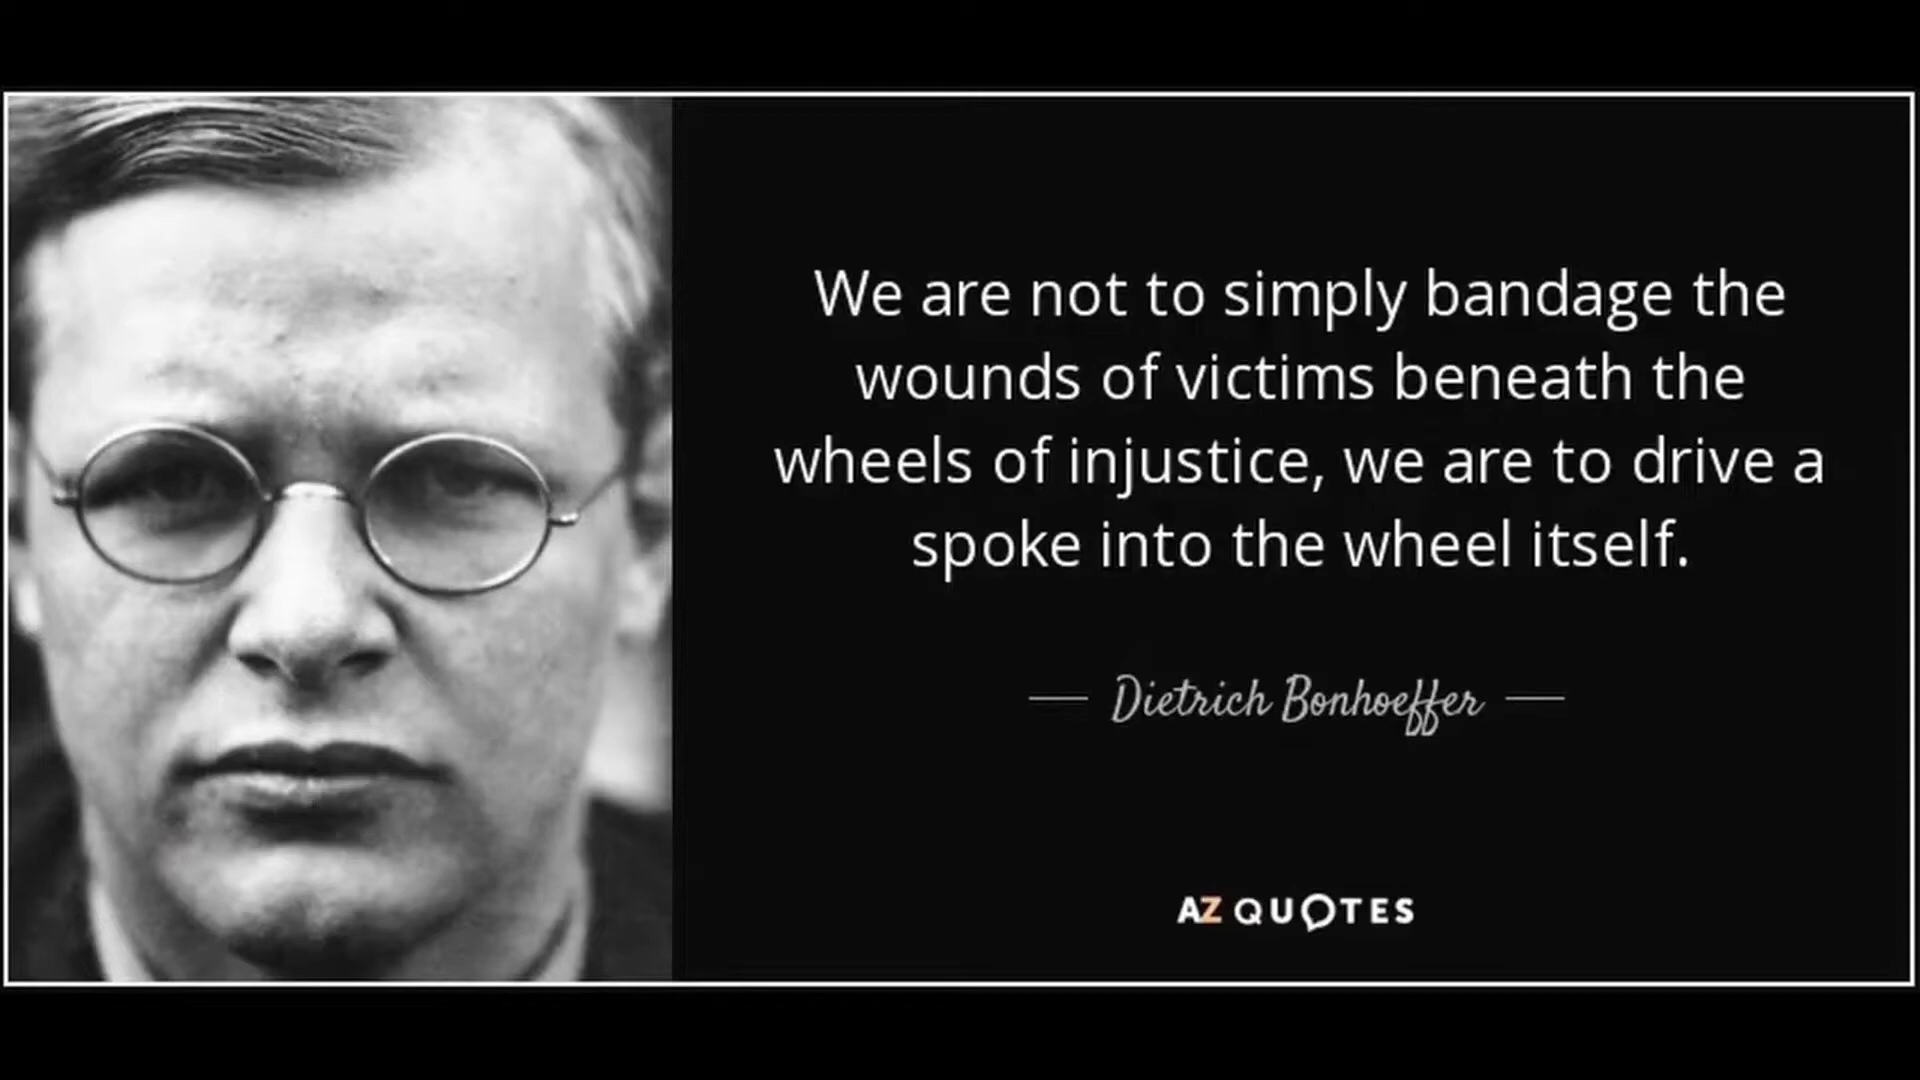 We are not to simply bandage the
wounds of victims beneath the
wheels of injustice, we are to drive a
spoke into the wheel itself.
— Dietrich Bonhoeffer —
AZ QUOTES